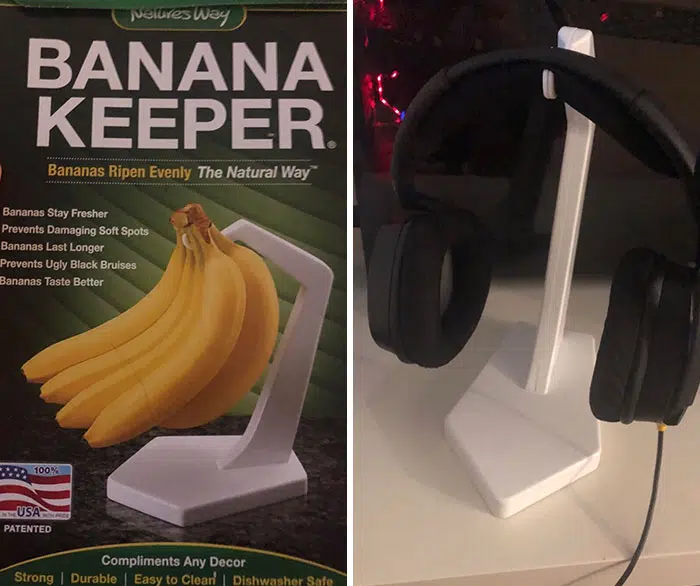 NaturesWay
BANANA
KEEPER®
Bananas Ripen Evenly The Natural Way™
Bananas Stay Fresher
Prevents Damaging Soft Spots
Bananas Last Longer
Prevents Ugly Black Bruises
Bananas Taste Better
100%
USA
PATENTED
Compliments Any Decor
Strong | Durable | Easy to Clean | Dishwasher Safe